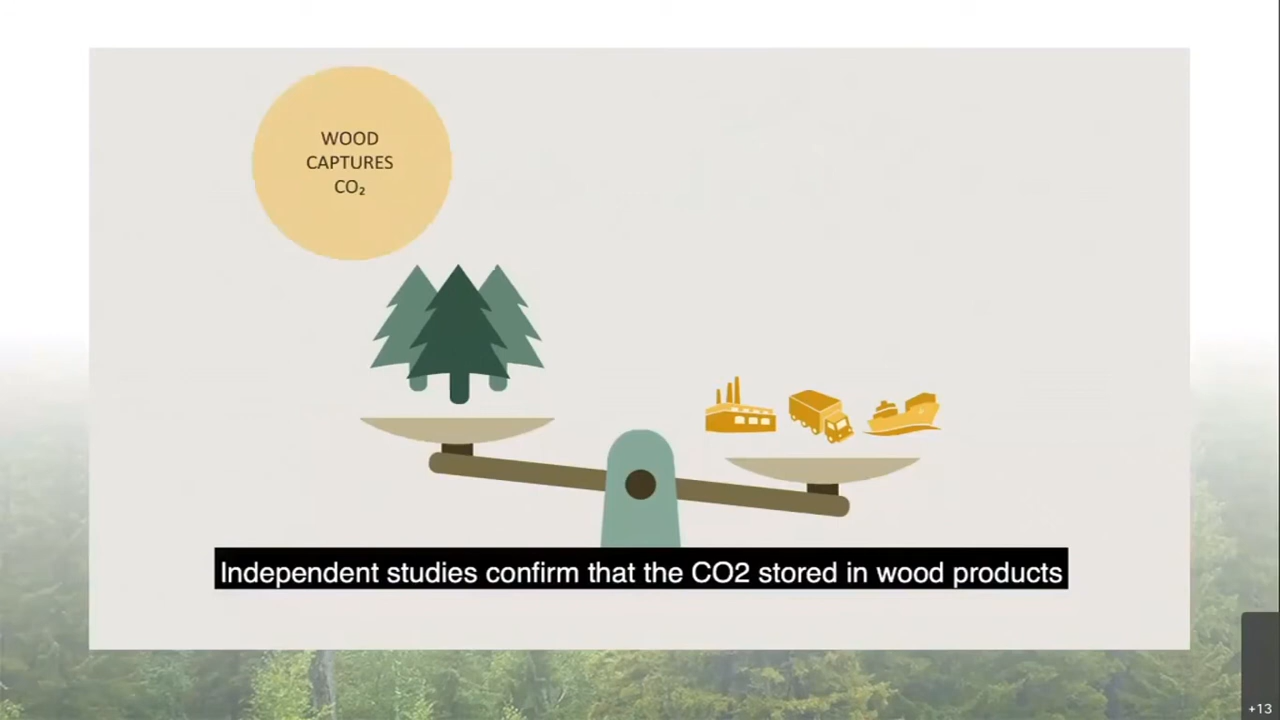 WOOD
CAPTURES
CO₂
Independent studies confirm that the CO2 stored in wood products
+13